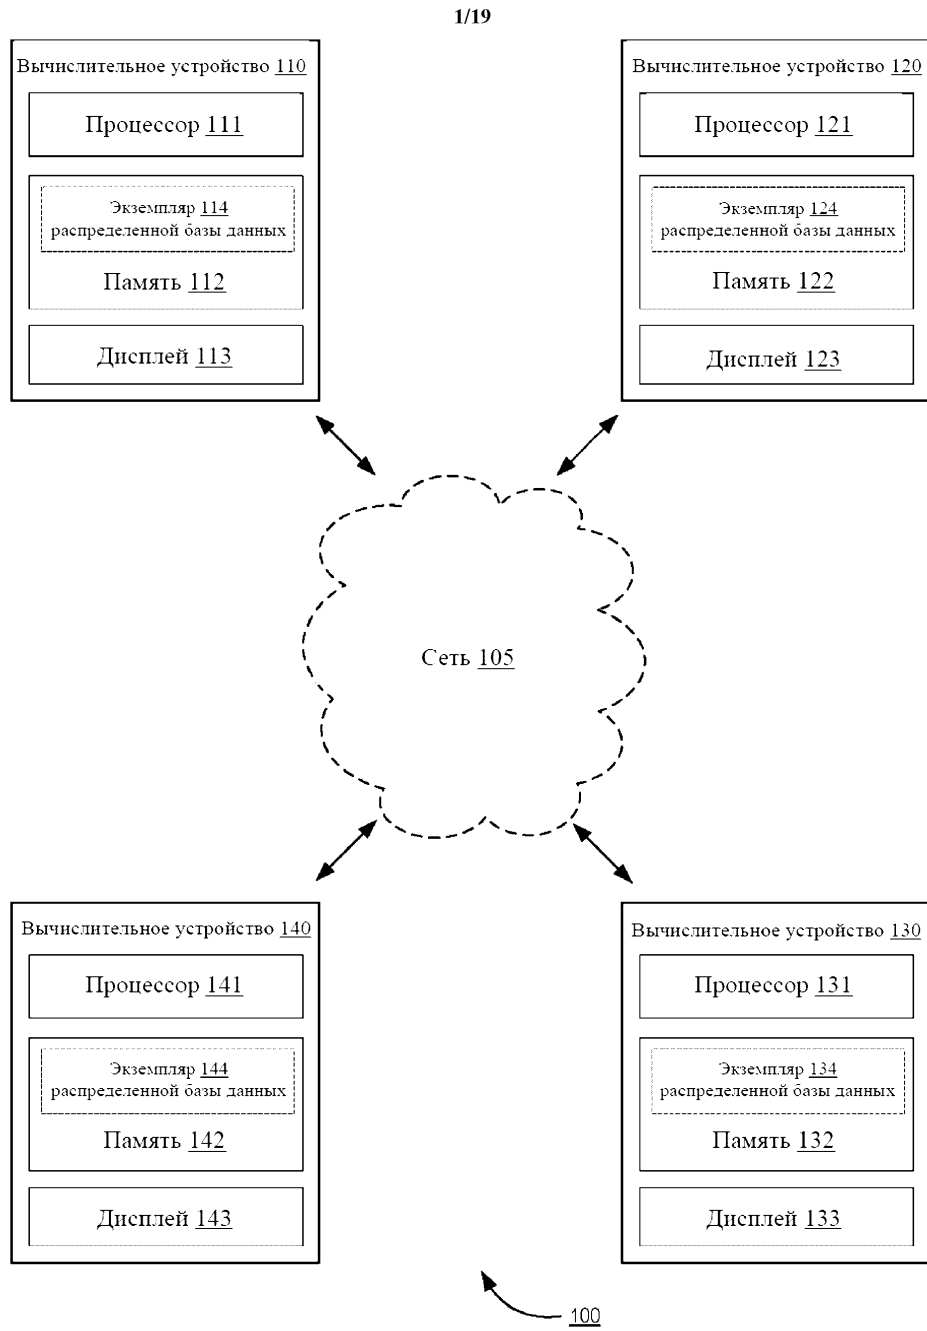 1/19
Вычислительное устройство 110
Процессор 111
Экземпляр 114
распределенной базы данных
Память 112
Дисплей 113
Вычислительное устройство 120
Процессор 121
Экземпляр 124
распределенной базы данных
Память 122
Дисплей 123
Сеть 105
Вычислительное устройство 140
Процессор 141
Экземпляр 144
распределенной базы данных
Память 142
Дисплей 143
Вычислительное устройство 130
Процессор 131
Экземпляр 134
распределенной базы данных
Память 132
Дисплей 133
100